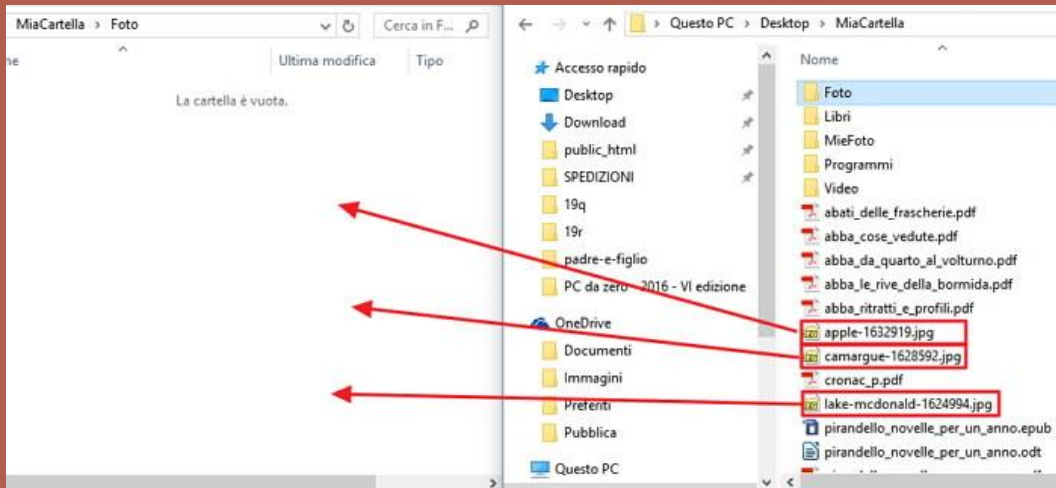 MiaCartella > Foto
Cerca in F...
Ultima modifica
Tipo
La cartella è vuota.
> Questo PC > Desktop > MiaCartella
Accesso rapido
Desktop
Download
public_html
SPEDIZIONI
19q
19r
padre-e-figlio
PC da zero - 2016 - VI edizione
OneDrive
Documenti
Immagini
Preferiti
Pubblica
Questo PC
Nome
Foto
Libri
MieFoto
Programmi
Video
abati_delle_frascherie.pdf
abba_cose_vedute.pdf
abba_da_quarto_al_volturno.pdf
abba_le_rive_della_bormida.pdf
abba_ritratti_e_profili.pdf
apple-1632919.jpg
camargue-1628592.jpg
cronac_p.pdf
lake-mcdonald-1624994.jpg
pirandello_novelle_per_un_anno.epub
pirandello_novelle_per_un_anno.odt